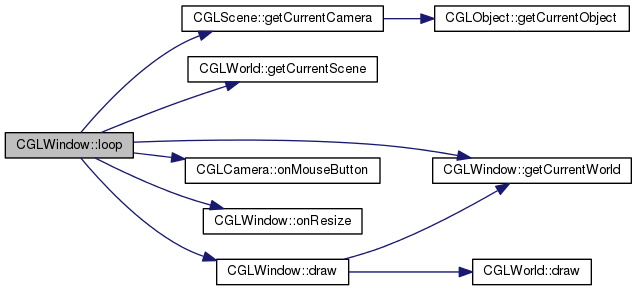 CGLScene::getCurrentCamera
CGLObject::getCurrentObject
CGLWorld::getCurrentScene
CGLWindow::loop
CGLCamera::onMouseButton
CGLWindow::getCurrentWorld
CGLWindow::onResize
CGLWindow::draw
CGLWorld::draw